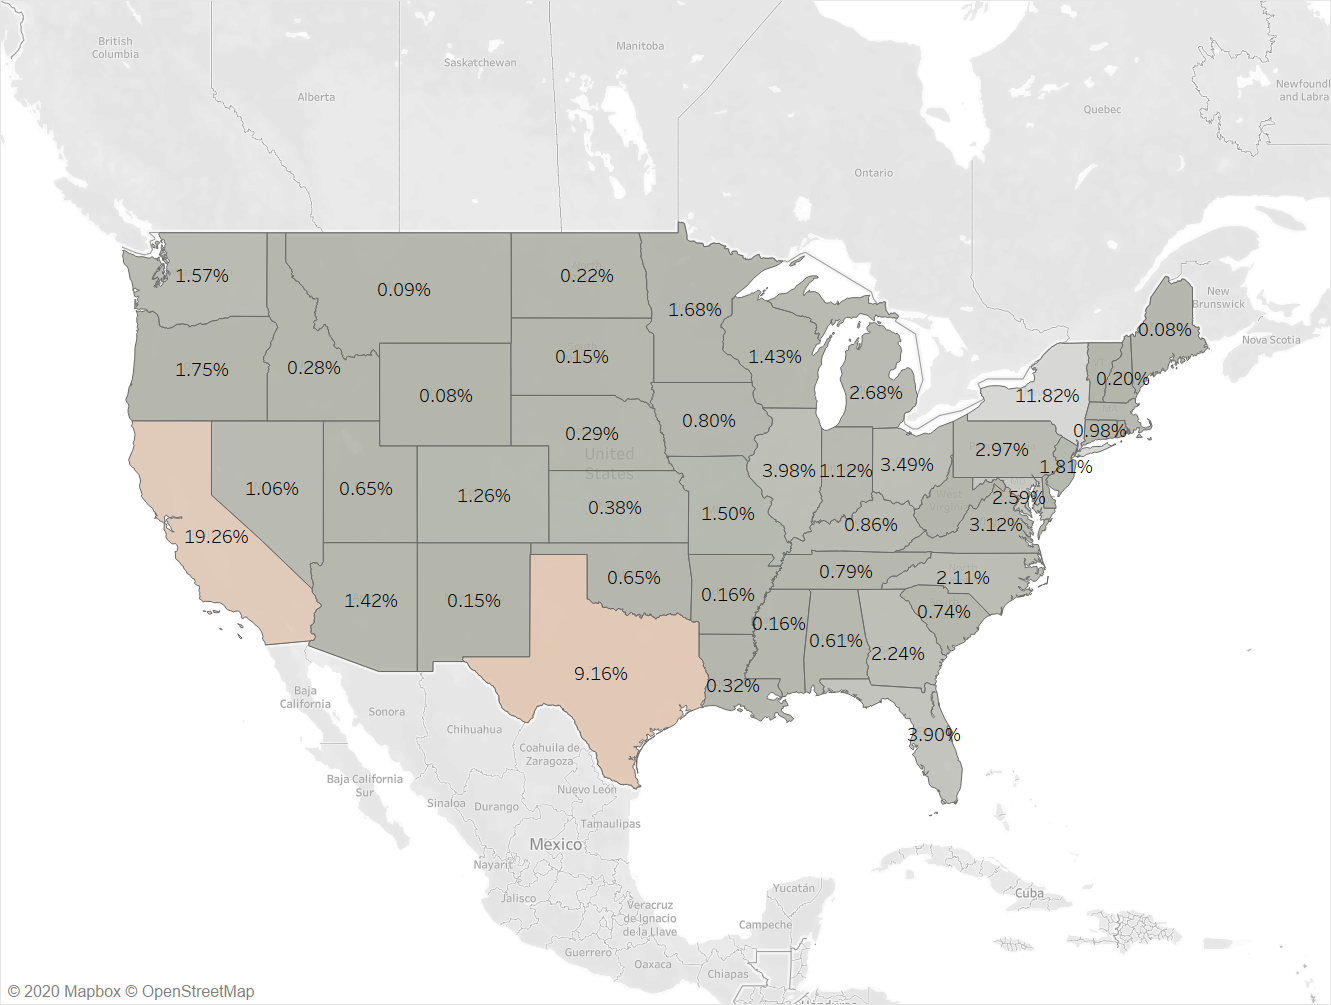 British
Columbia
Manitoba
Saskatchewan
Alberta
Newfoundl
and Labra
Quebec
Ontario
1.57%
0.09%
0.22%
1.68%
New
Brunswick
0.08%
Nova Scotia
1.75%
0.28%
0.15%
1.43%
0.20%
0.08%
2.68%
11.82%
0.80%
0.29%
United
States
0.98%
2.97%
1.81%
3.98%
1.12%
3.49%
1.06%
0.65%
1.26%
0.38%
West
Virginia
2.59%
1.50%
0.86%
3.12%
19.26%
0.79%
2.11%
0.65%
1.42%
0.15%
0.16%
0.74%
0.16%
0.61%
2.24%
9.16%
0.32%
3.90%
Baja
California
Sonora
Chihuahua
Coahuila de
Zaragoza
Baja California
Sur
Nuevo León
Sinaloa
Durango
Tamaulipas
Mexico
Nayarit
Jalisco
Yucatán
Cuba
Veracruz
de Ignacio
de la Llave
Campeche
Guerrero
Oaxaca
Chiapas
© 2020 Mapbox © OpenStreetMap